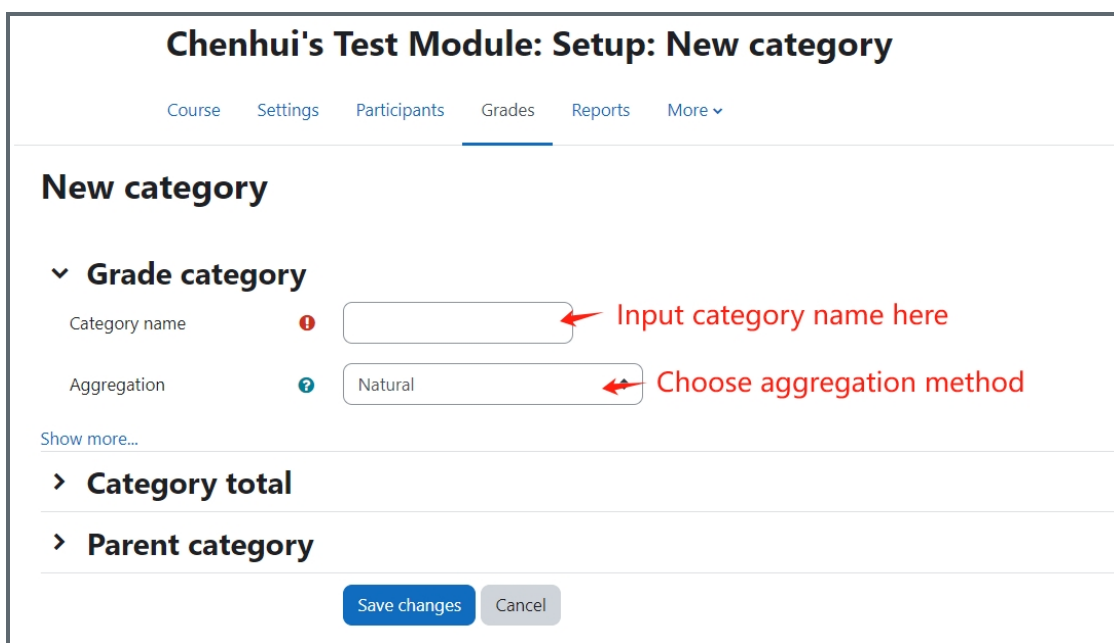 Chenhui's Test Module: Setup: New category
Course Settings Participants Grades Reports More
New category
Grade category
Category name Input category name here
Aggregation Natural Choose aggregation method
Show more...
Category total
Parent category
Save changes Cancel